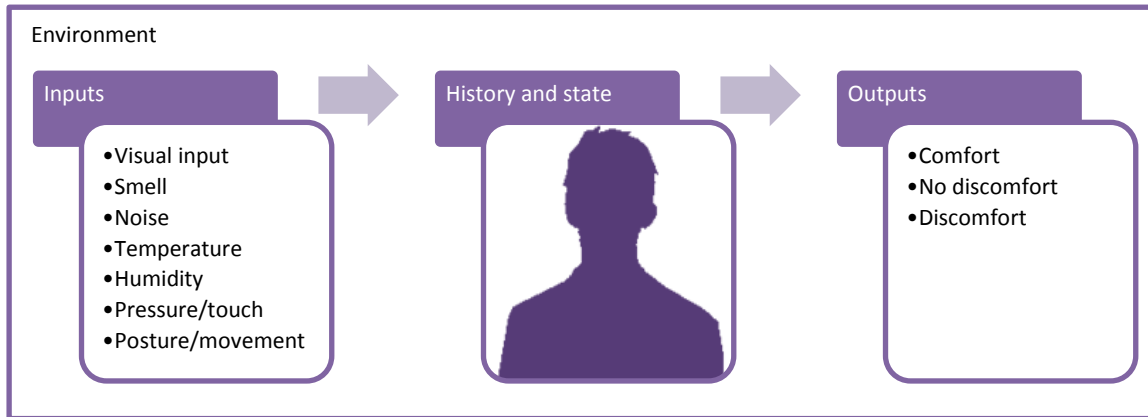 Environment
Inputs
•Visual input
•Smell
•Noise
•Temperature
•Humidity
•Pressure/touch
•Posture/movement
History and state
Outputs
•Comfort
•No discomfort
•Discomfort